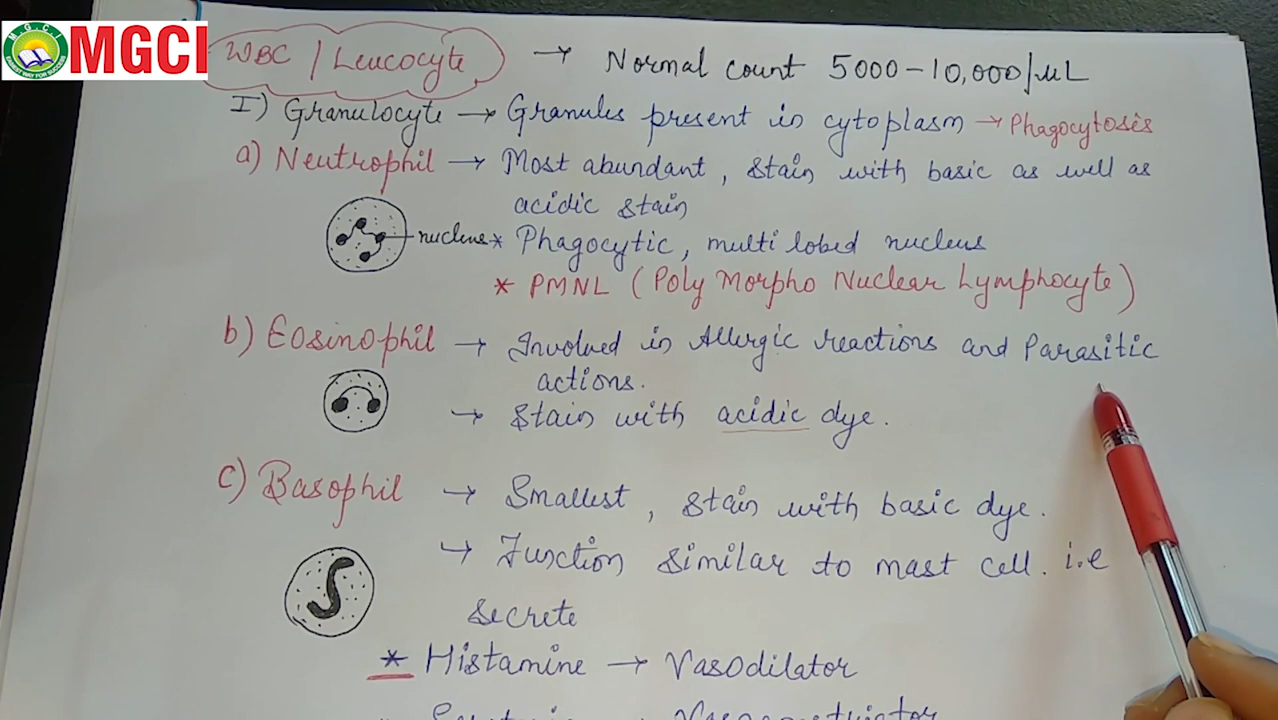 MGCI
WBC / Leucocyte → Normal count 5000-10,000/µL
I) Granulocyte → Granules present in cytoplasm → Phagocytosis
a) Neutrophil → Most abundant, Stain with basic as well as
acidic stain
nucleus * Phagocytic, multi lobed nucleus
* PMNL (Poly Morpho Nuclear Lymphocyte)
b) Eosinophil → Involved in Allergic reactions and Parasitic
actions.
→ Stain with acidic dye.
c) Basophil → Smallest, Stain with basic dye.
↪ Function similar to mast cell. i.e
secrete
* Histamine → Vasodilator